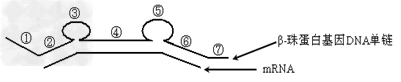 ① ② ③ ④ ⑤ ⑥ ⑦
β-珠蛋白基因DNA单链
mRNA